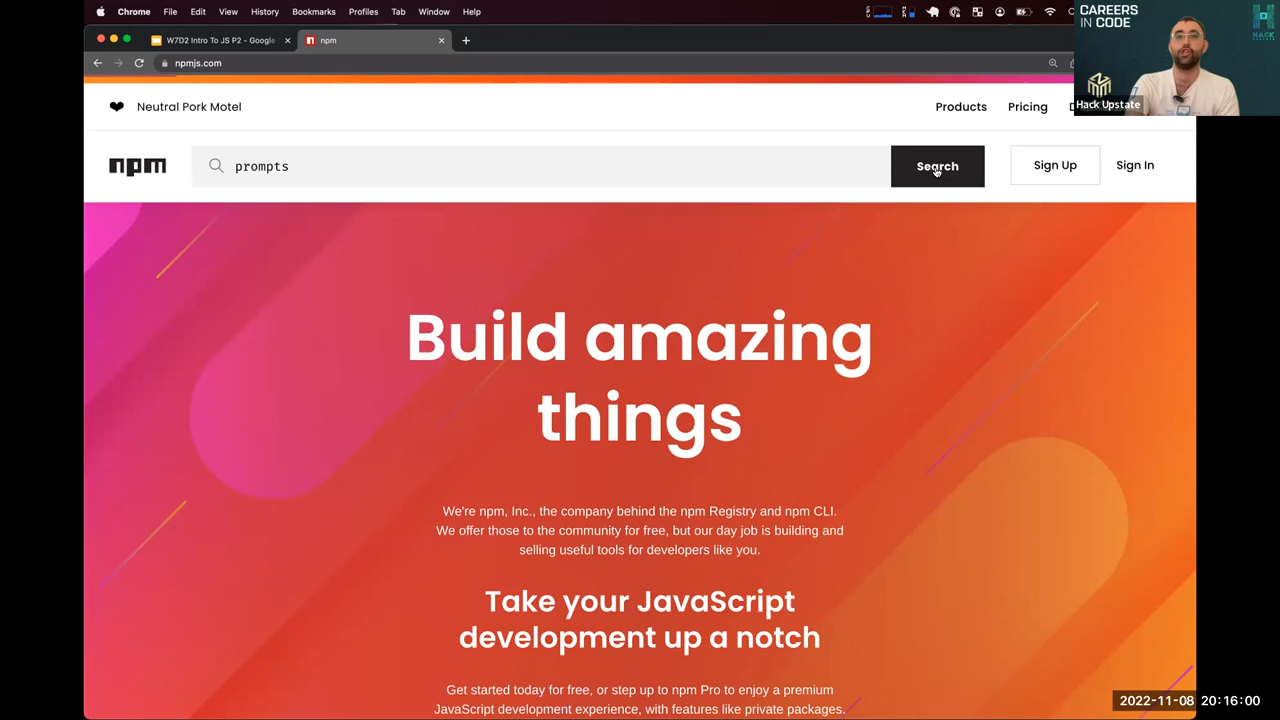 Chrome File Edit View History Bookmarks Profiles Tab Window Help
W7D2 Intro To JS P2 - Google
npm
npmjs.com
CAREERS
IN CODE
HACK
Hack Upstate
Neutral Pork Motel
Products
Pricing
npm
prompts
Search
Sign Up
Sign In
Build amazing
things
We're npm, Inc., the company behind the npm Registry and npm CLI.
We offer those to the community for free, but our day job is building and
selling useful tools for developers like you.
Take your JavaScript
development up a notch
Get started today for free, or step up to npm Pro to enjoy a premium
JavaScript development experience, with features like private packages.
2022-11-08 20:16:00